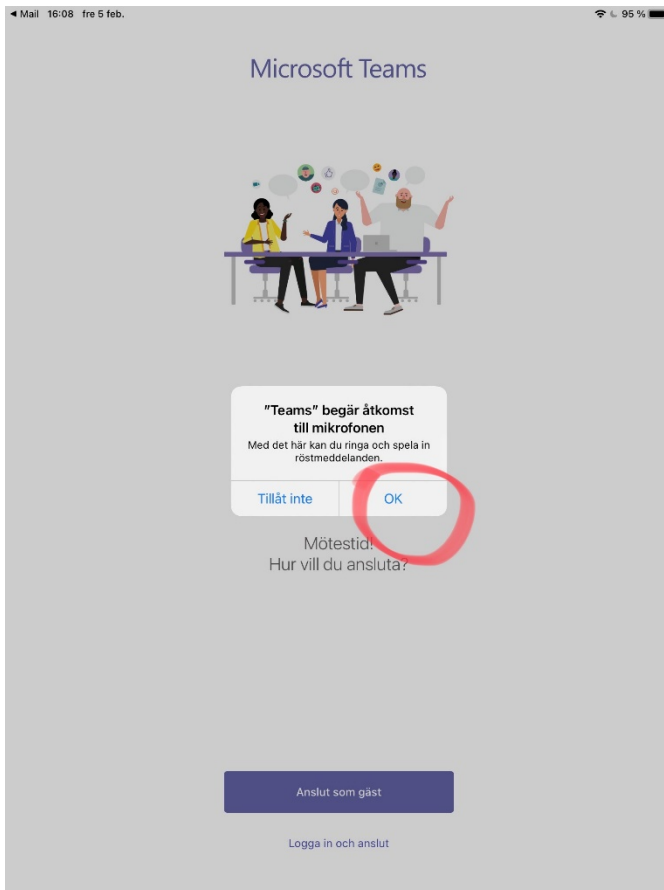 Mail 16:08 fre 5 feb. 95 %
Microsoft Teams
"Teams" begär åtkomst
till mikrofonen
Med det här kan du ringa och spela in
röstmeddelanden.
Tillåt inte OK
Mötestid!
Hur vill du ansluta?
Anslut som gäst
Logga in och anslut